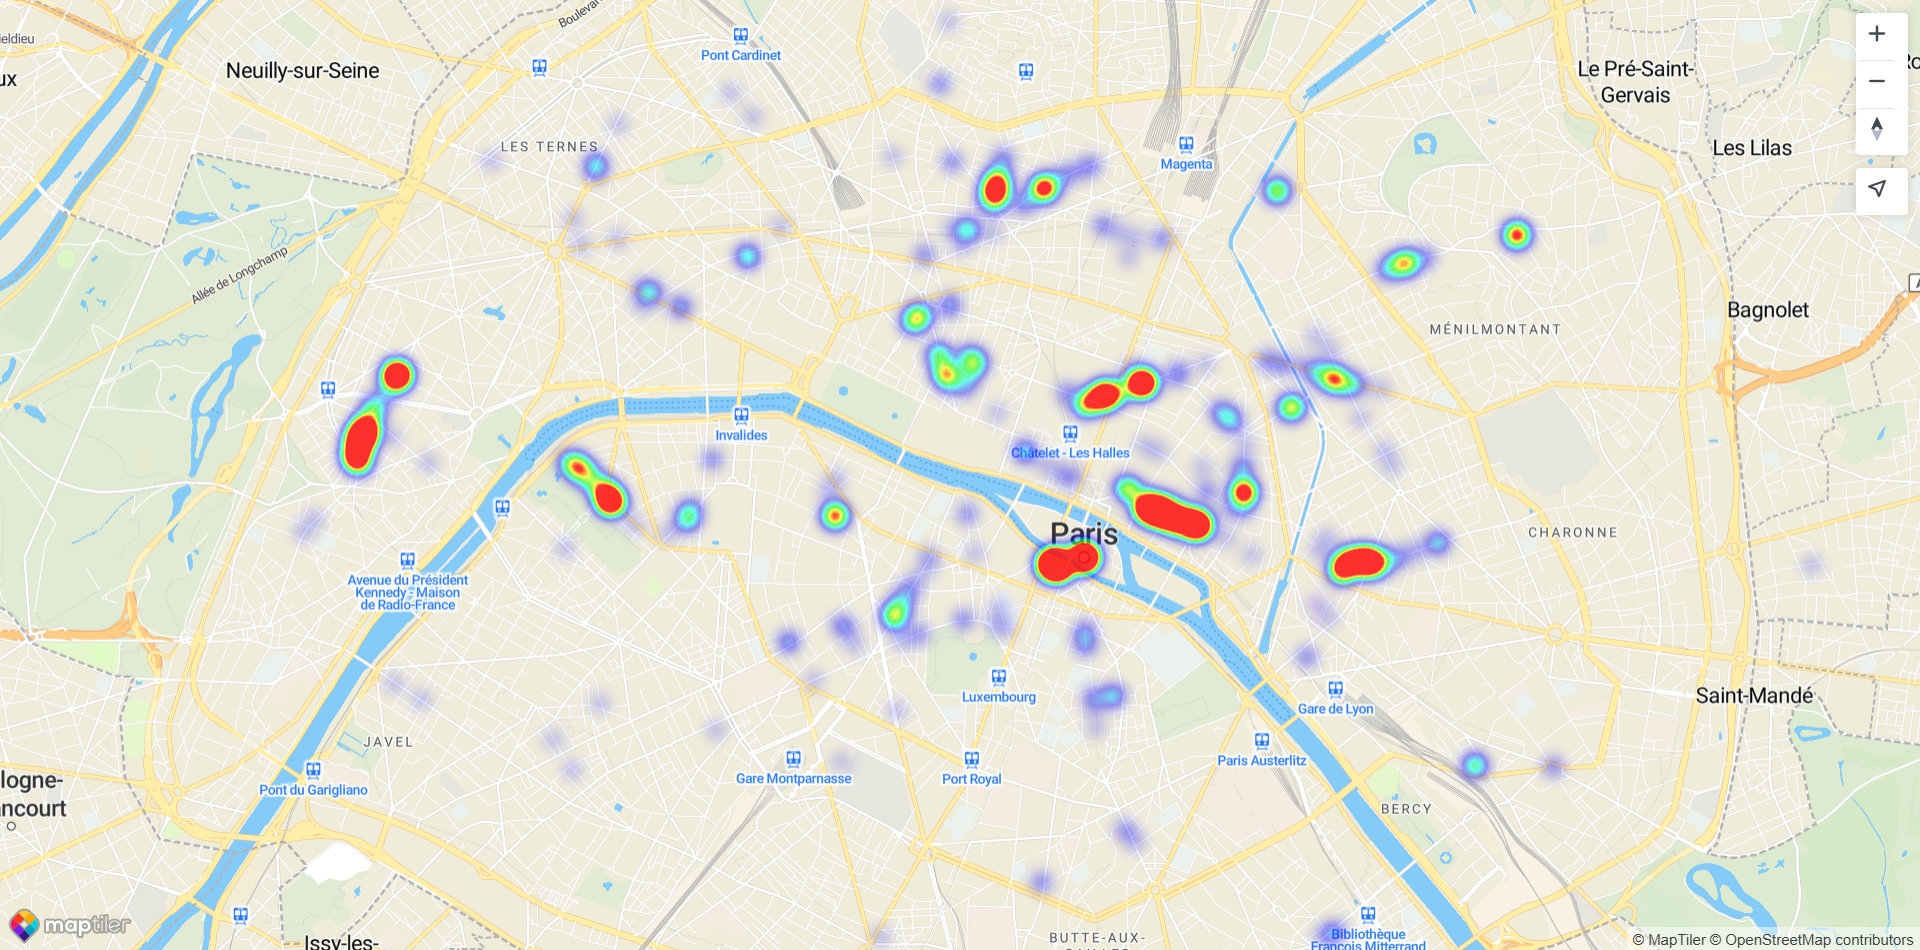 Boulevar
ieldieu
Pont Cardinet
Neuilly-sur-Seine
ux
Le Pré-Saint-
Gervais
Ro
LES TERNES
Magenta
Les Lilas
Allée de Longchamp
A
Bagnolet
MÉNILMONTANT
Invalides
Châtelet - Les Halles
Paris
CHARONNE
Avenue du Président
Kennedy - Maison
de Radio-France
Luxembourg
Gare de Lyon
Saint-Mandé
JAVEL
Paris Austerlitz
Gare Montparnasse
Port Royal
Pont du Garigliano
logne-
ncourt
BERCY
maptiler
Issy-les-
BUTTE-AUX-
Bibliothèque
François Mitterrand
© MapTiler © OpenStreetMap contributors